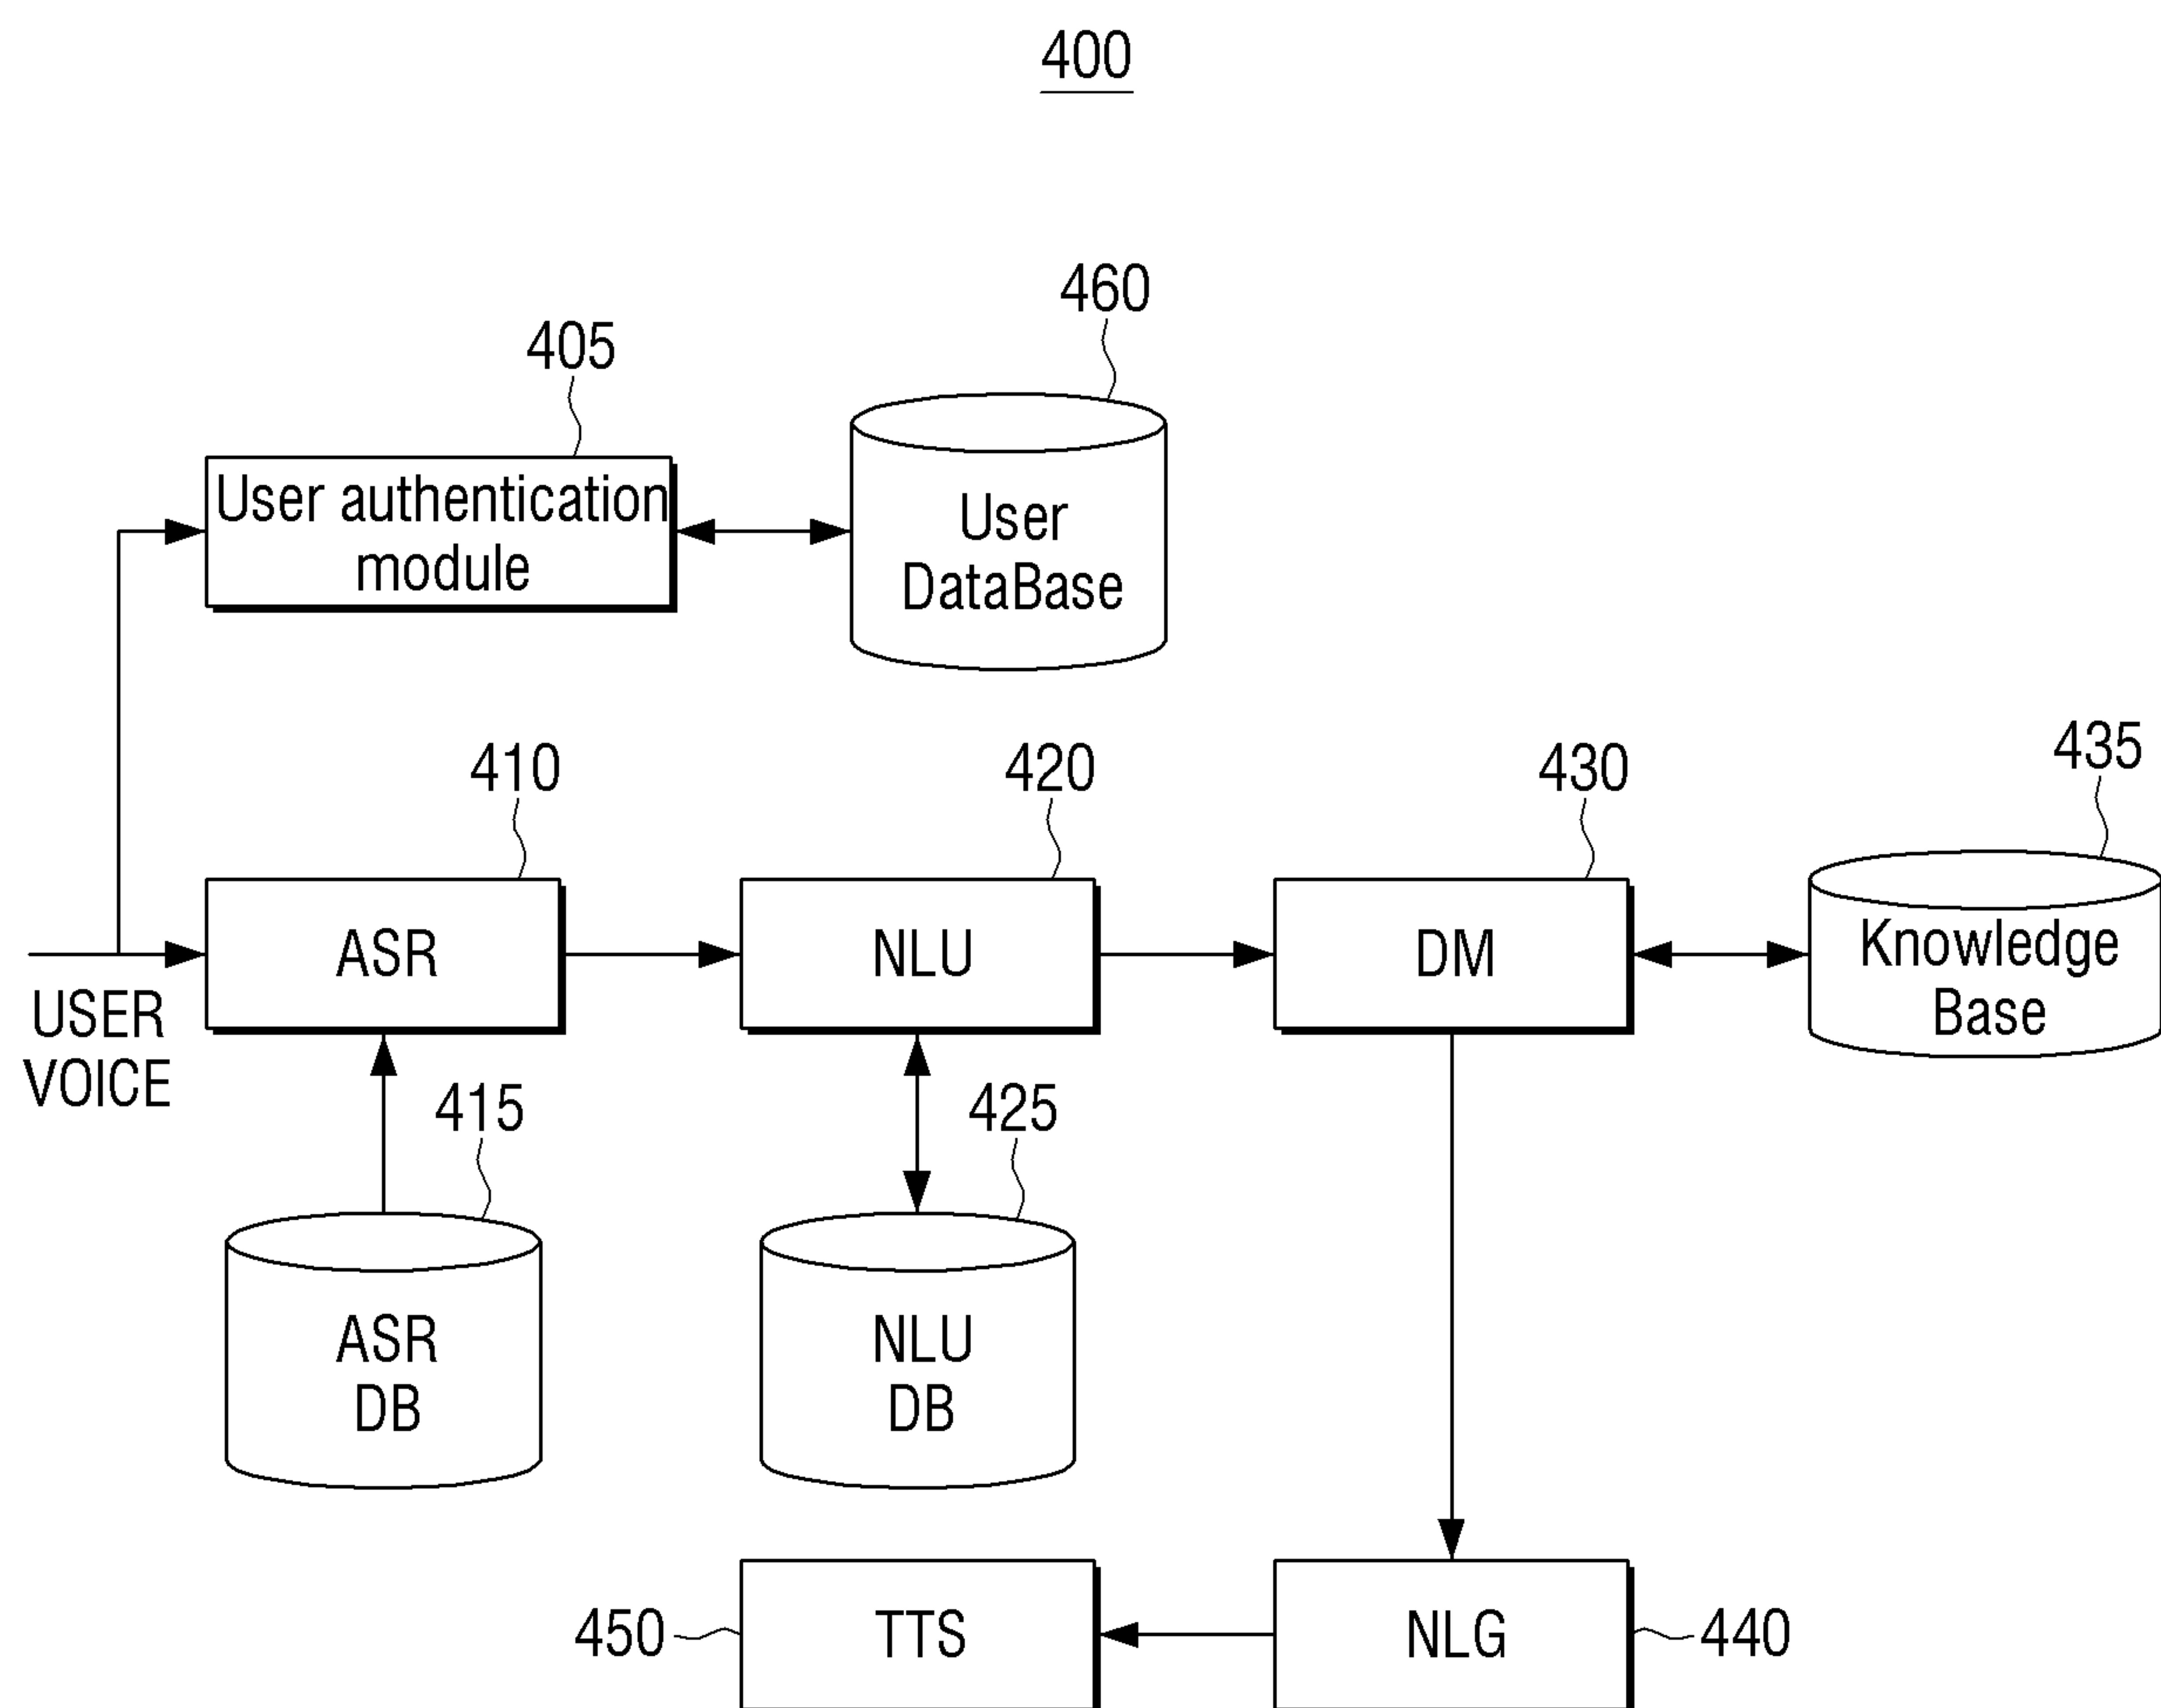 400
460
405
User authentication
module
User
DataBase
410
420
430
435
ASR
NLU
DM
Knowledge
Base
USER
VOICE
415
425
ASR
DB
NLU
DB
450
TTS
NLG
440